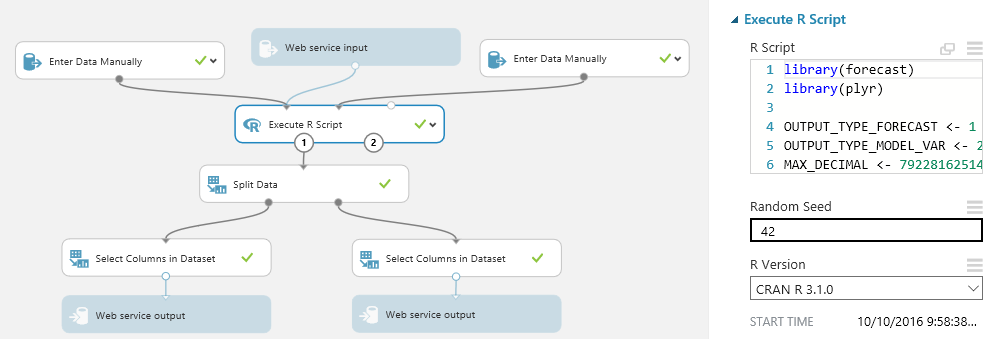 Enter Data Manually
Web service input
Enter Data Manually
Execute R Script
1
2
Split Data
Select Columns in Dataset
Select Columns in Dataset
Web service output
Web service output
Execute R Script
R Script
1 library(forecast)
2 library(plyr)
3
4 OUTPUT_TYPE_FORECAST <- 1
5 OUTPUT_TYPE_MODEL_VAR <- 2
6 MAX_DECIMAL <- 79228162514
Random Seed
42
R Version
CRAN R 3.1.0
START TIME 10/10/2016 9:58:38...